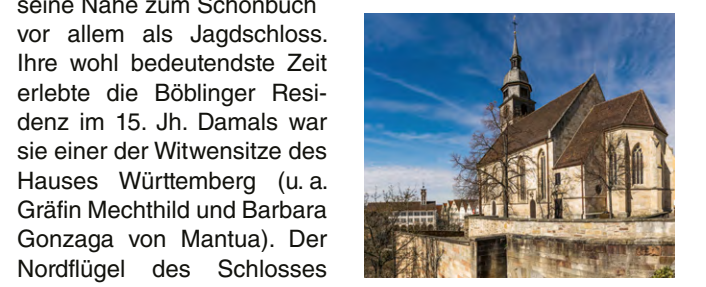 seine Nähe zum Schönbuch
vor allem als Jagdschloss.
Ihre wohl bedeutendste Zeit
erlebte die Böblinger Resi-
denz im 15. Jh. Damals war
sie einer der Witwensitze des
Hauses Württemberg (u. a.
Gräfin Mechthild und Barbara
Gonzaga von Mantua). Der
Nordflügel des Schlosses